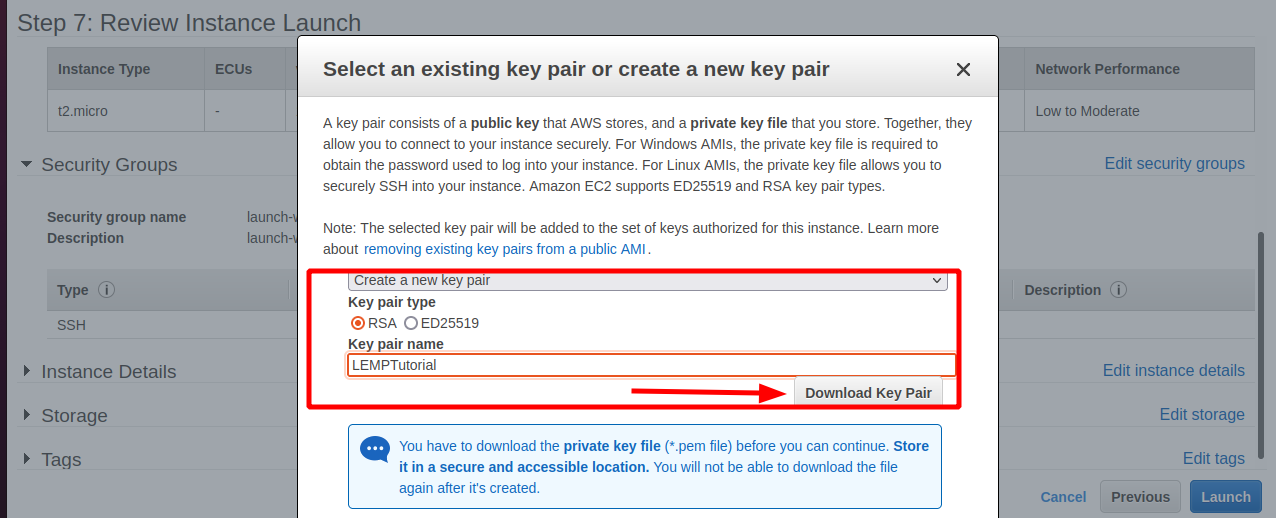 Step 7: Review Instance Launch
Instance Type ECUs Network Performance
t2.micro - Low to Moderate
Security Groups Edit security groups
Security group name launch-w
Description launch-w
Type Description
SSH
Instance Details Edit instance details
Storage Edit storage
Tags Edit tags
Cancel Previous Launch
Select an existing key pair or create a new key pair
A key pair consists of a public key that AWS stores, and a private key file that you store. Together, they
allow you to connect to your instance securely. For Windows AMIs, the private key file is required to
obtain the password used to log into your instance. For Linux AMIs, the private key file allows you to
securely SSH into your instance. Amazon EC2 supports ED25519 and RSA key pair types.
Note: The selected key pair will be added to the set of keys authorized for this instance. Learn more
about removing existing key pairs from a public AMI.
Create a new key pair
Key pair type
RSA ED25519
Key pair name
LEMPTutorial
Download Key Pair
You have to download the private key file (*.pem file) before you can continue. Store
it in a secure and accessible location. You will not be able to download the file
again after it's created.